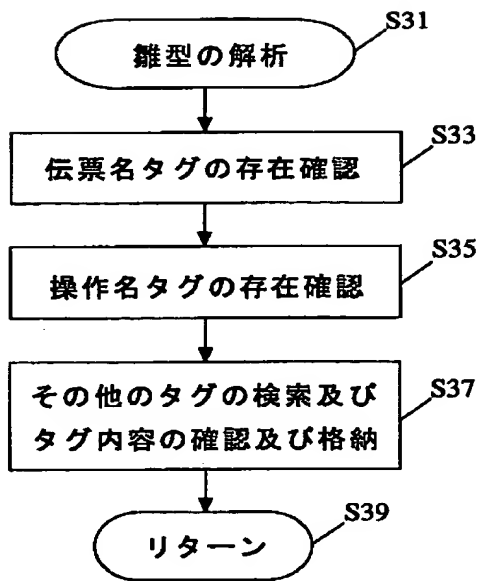 S31
雛型の解析
S33
伝票名タグの存在確認
S35
操作名タグの存在確認
S37
その他のタグの検索及び
タグ内容の確認及び格納
S39
リターン